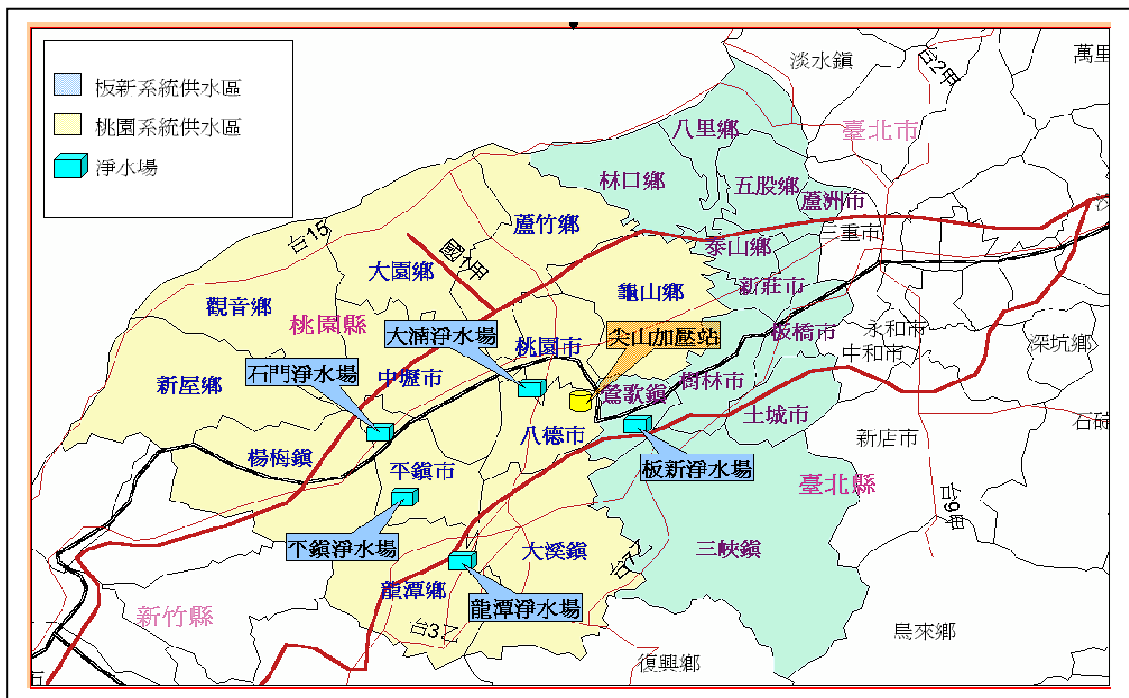 板新系統供水區
桃園系統供水區
淨水場
淡水鎮
台2甲
萬里
八里鄉
臺北市
林口鄉
五股鄉
蘆洲市
蘆竹鄉
台15
泰山鄉
三重市
大園鄉
國1甲
新莊市
龜山鄉
觀音鄉
桃園縣
大湳淨水場
桃園市
尖山加壓站
板橋市
永和市
中和市
深坑鄉
新屋鄉
石門淨水場
中壢市
鶯歌鎮
樹林市
土城市
石碇
新店市
楊梅鎮
八德市
平鎮市
板新淨水場
臺北縣
台9甲
平鎮淨水場
大溪鎮
三峽鎮
龍潭鄉
龍潭淨水場
新竹縣
台3
復興鄉
烏來鄉